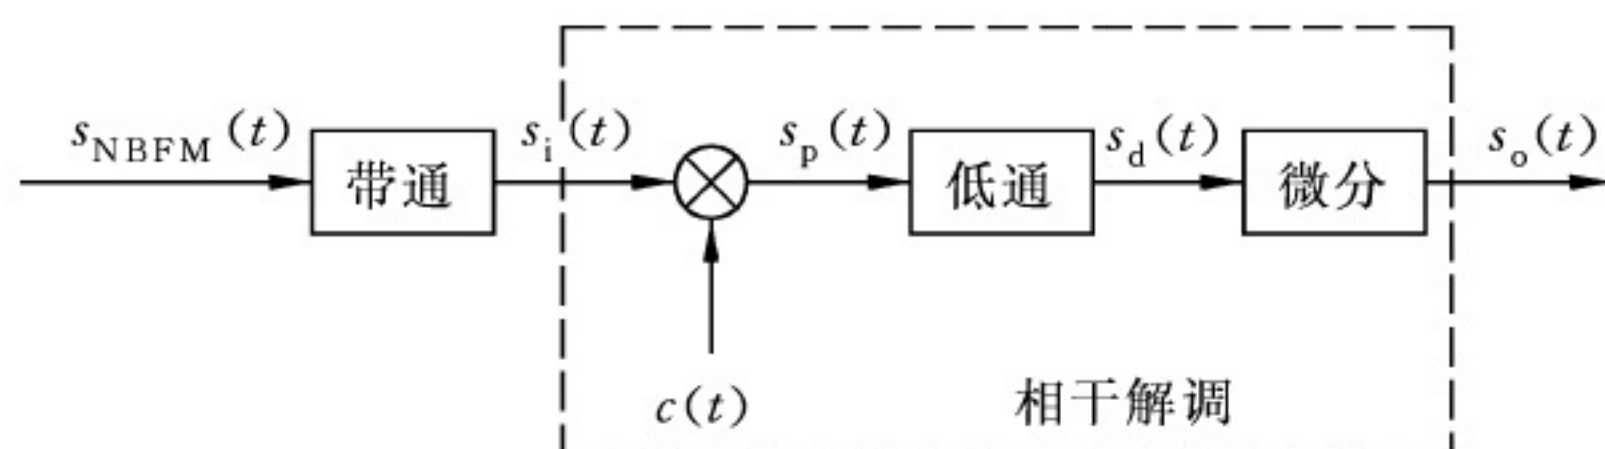 s_NBFM(t)
带通
s_i(t)
s_p(t)
低通
s_d(t)
微分
s_o(t)
c(t)
相干解调